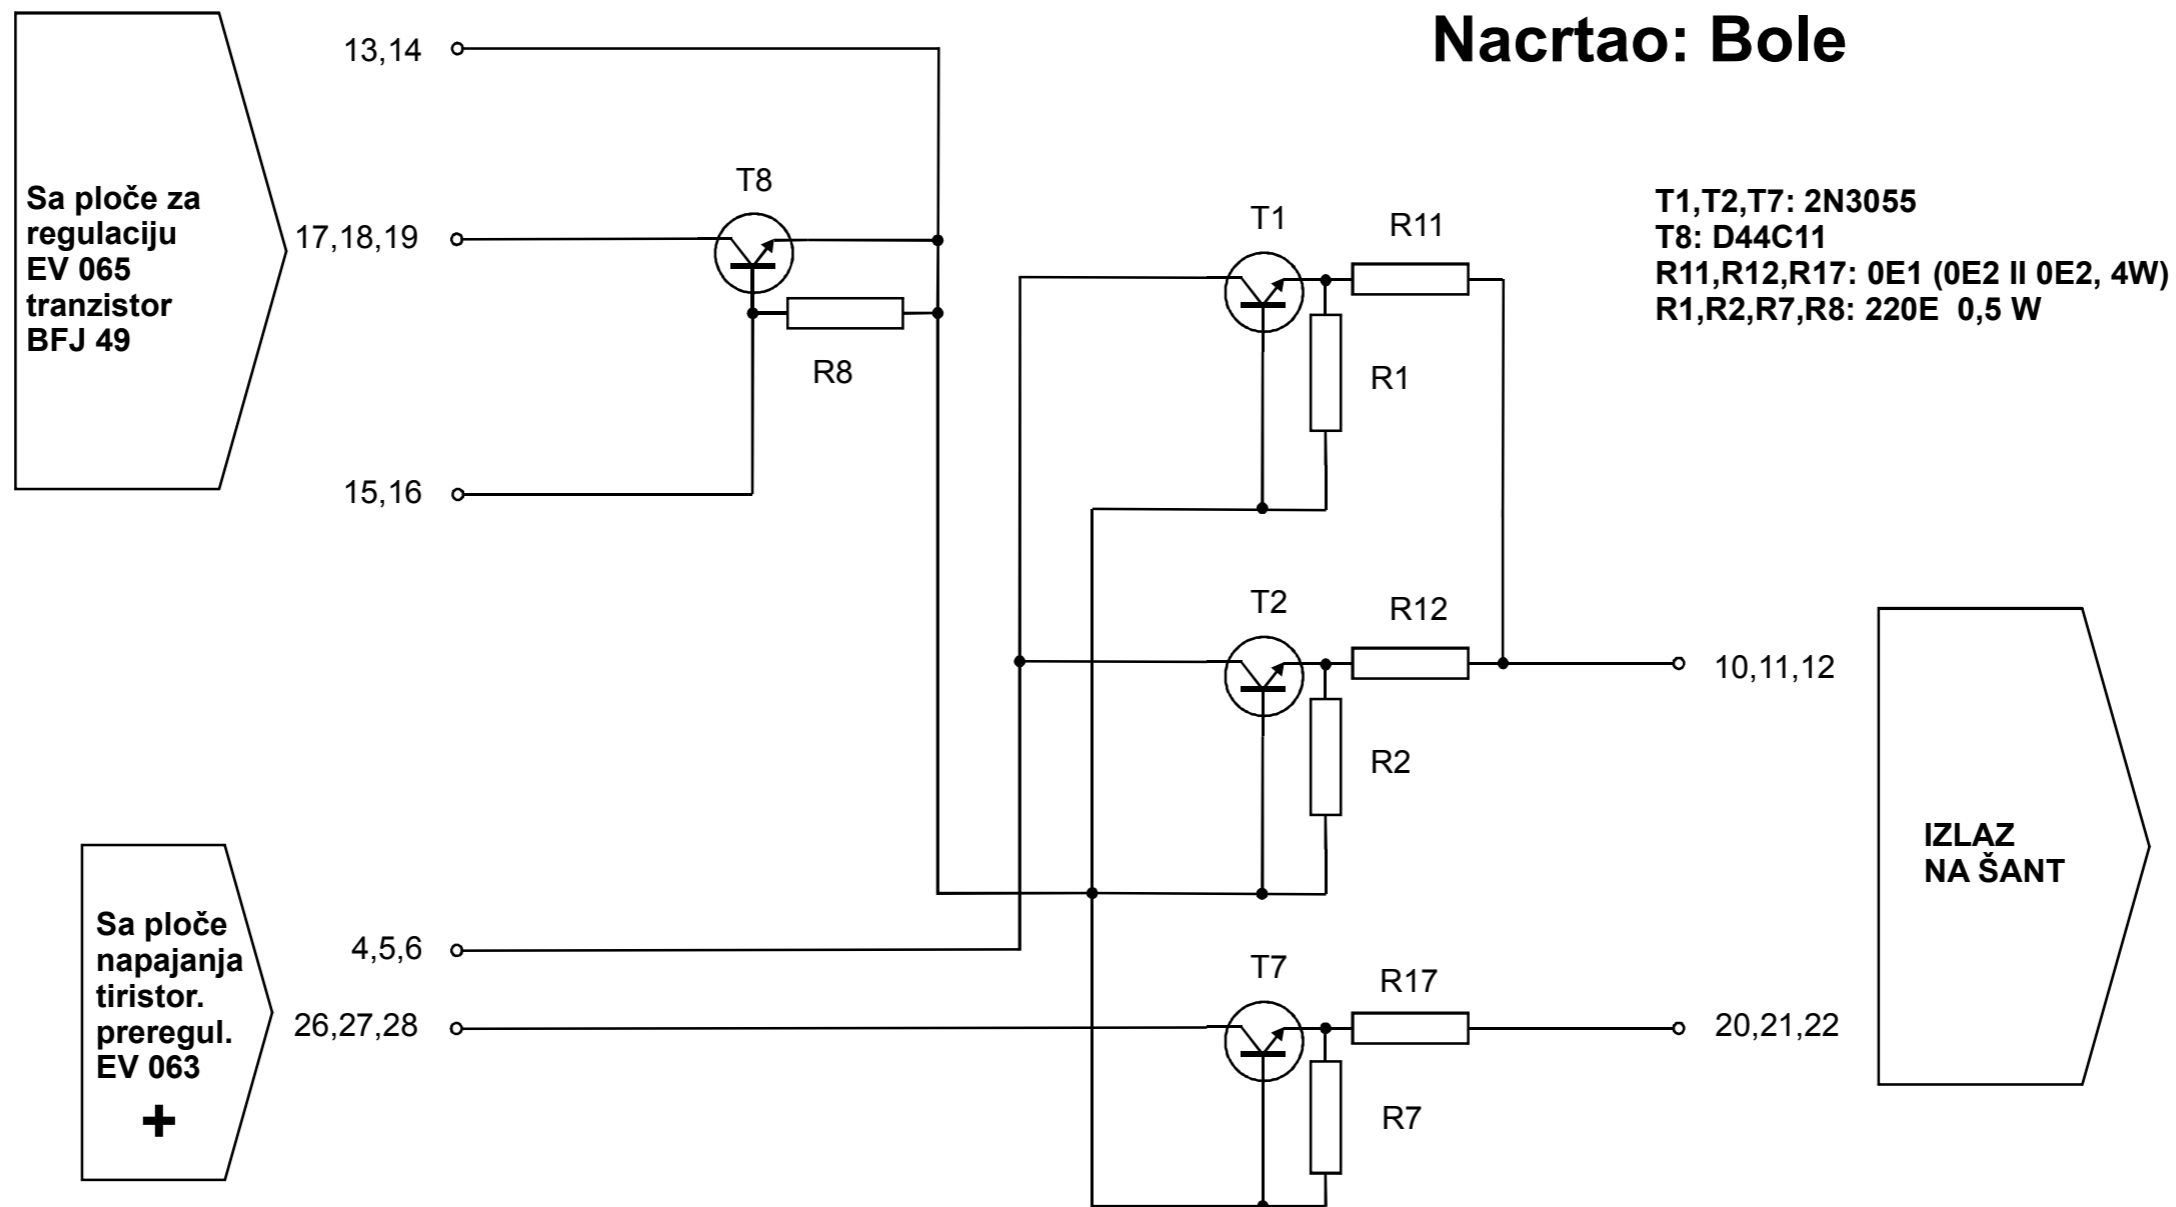 Nacrtao: Bole
13,14
Sa ploče za
regulaciju
EV 065
tranzistor
BFJ 49
17,18,19
T8
R8
15,16
T1
R11
R1
T1,T2,T7: 2N3055
T8: D44C11
R11,R12,R17: 0E1 (0E2 II 0E2, 4W)
R1,R2,R7,R8: 220E 0,5 W
T2
R12
R2
10,11,12
IZLAZ
NA ŠANT
Sa ploče
napajanja
tiristor.
preregul.
EV 063
+
4,5,6
26,27,28
T7
R17
R7
20,21,22